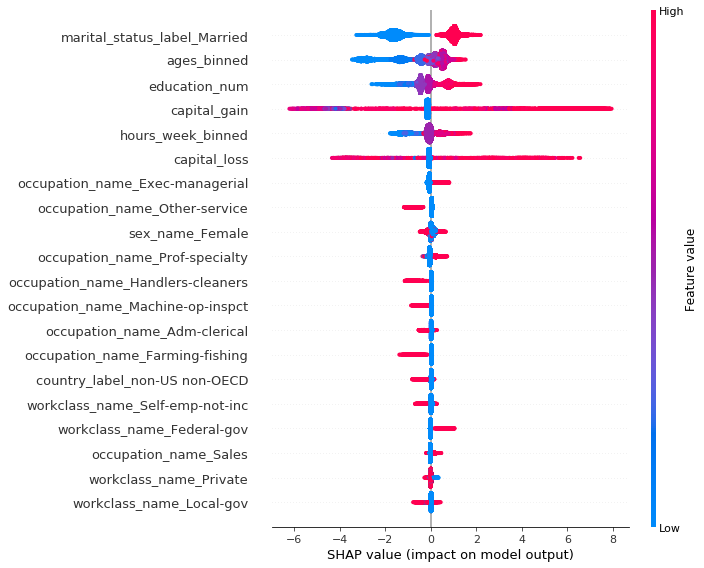 High
marital_status_label_Married
ages_binned
education_num
capital_gain
hours_week_binned
capital_loss
occupation_name_Exec-managerial
occupation_name_Other-service
sex_name_Female
occupation_name_Prof-specialty
occupation_name_Handlers-cleaners
occupation_name_Machine-op-inspct
occupation_name_Adm-clerical
occupation_name_Farming-fishing
country_label_non-US non-OECD
workclass_name_Self-emp-not-inc
workclass_name_Federal-gov
occupation_name_Sales
workclass_name_Private
workclass_name_Local-gov
Feature value
Low
−6 −4 −2 0 2 4 6 8
SHAP value (impact on model output)